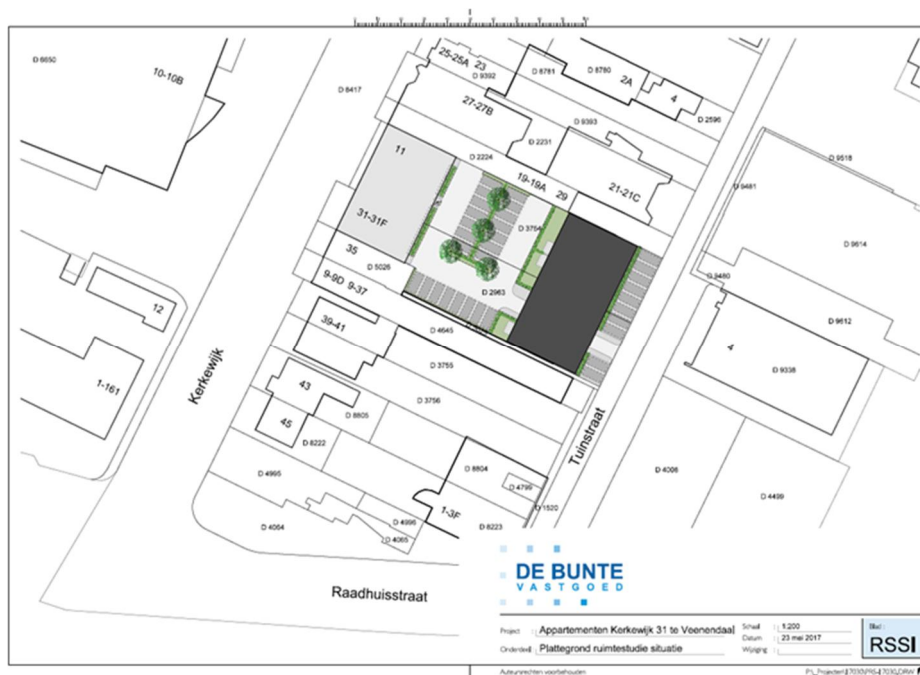 D 6650
10-10B
D 8417
25-25A
23
D 9392
D 8781
D 8780
2A
4
D 2596
27-27B
D 9393
D 2231
D 9518
11
D 2224
19-19A
29
21-21C
D 9481
31-31F
D 3754
D 9614
35
D 5026
D 9480
9-9D
9-37
D 2963
12
39-41
D 4645
D 9612
4
1-161
D 3755
D 9338
Kerkewijk
43
D 3756
45
D 8805
D 8222
Tuinstraat
D 8804
D 4799
D 4008
D 4995
D 4499
1-3F
D 1520
D 4064
D 4996
D 4065
D 8223
Raadhuisstraat
DE BUNTE
VASTGOED
Project : Appartementen Kerkewijk 31 te Veenendaal
Onderdeel : Plattegrond ruimtestudie situatie
Schaal : 1:200
Datum : 23 mei 2017
Wijziging :
Blad :
RSSI
Auteursrechten voorbehouden